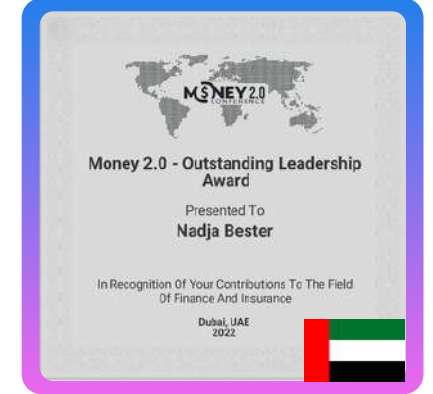 MONEY 2.0
CONFERENCE
Money 2.0 - Outstanding Leadership
Award
Presented To
Nadja Bester
In Recognition Of Your Contributions To The Field
Of Finance And Insurance
Dubai, UAE
2022